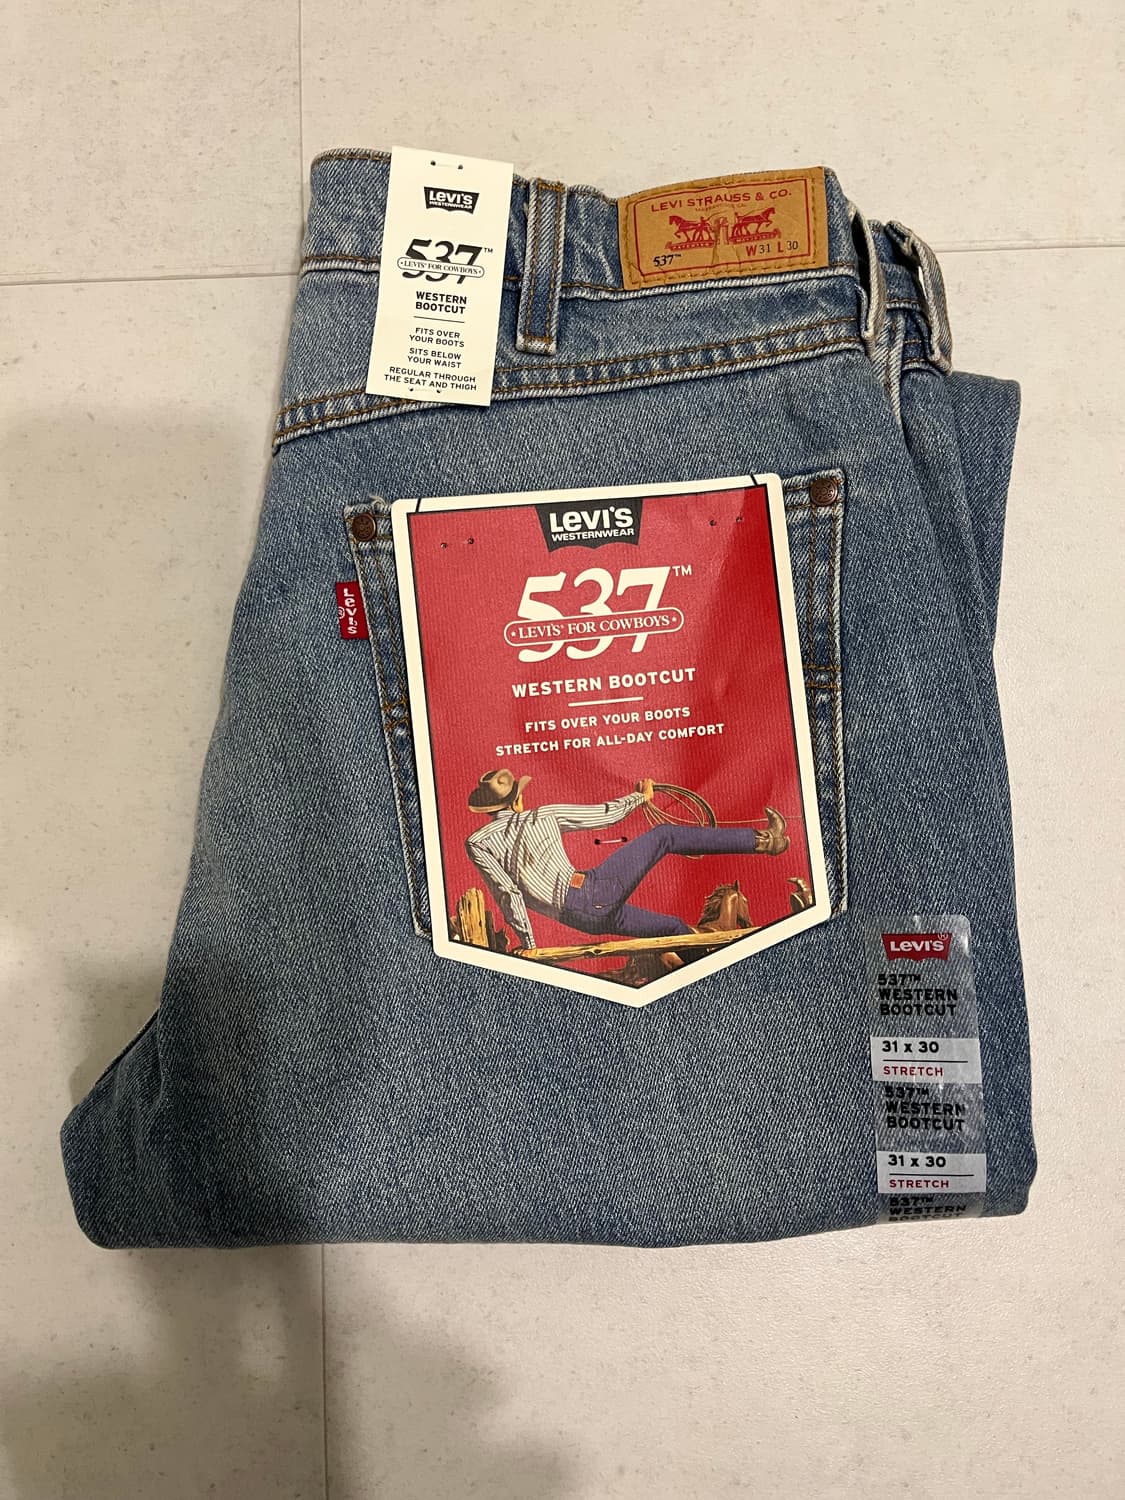 Levi's
WESTERNWEAR
537™
• LEVI'S® FOR COWBOYS •
WESTERN
BOOTCUT
FITS OVER
YOUR BOOTS
SITS BELOW
YOUR WAIST
REGULAR THROUGH
THE SEAT AND THIGH
LEVI STRAUSS & CO.
537™ W31 L30
Levi's
®
Levi's
WESTERNWEAR
537™
• LEVI'S® FOR COWBOYS •
WESTERN BOOTCUT
FITS OVER YOUR BOOTS
STRETCH FOR ALL-DAY COMFORT
Levi's®
537™
WESTERN
BOOTCUT
31 x 30
STRETCH
537™
WESTERN
BOOTCUT
31 x 30
STRETCH
537™
WESTERN
BOOTCUT